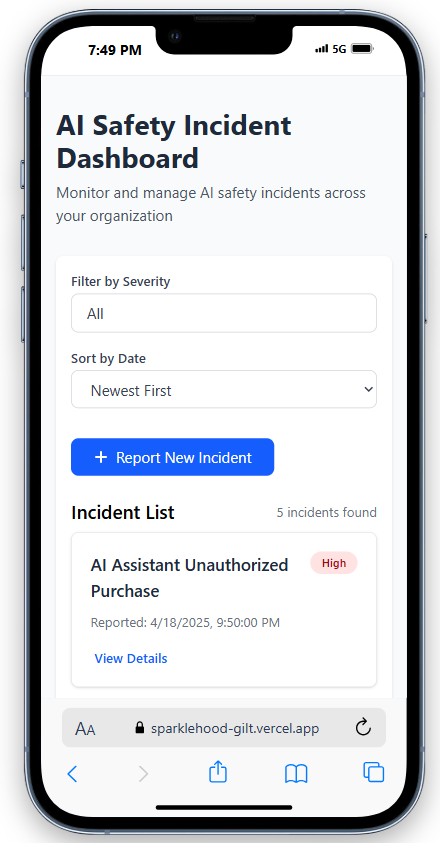 7:49 PM 5G
AI Safety Incident
Dashboard
Monitor and manage AI safety incidents across
your organization
Filter by Severity
All
Sort by Date
Newest First
+ Report New Incident
Incident List 5 incidents found
AI Assistant Unauthorized High
Purchase
Reported: 4/18/2025, 9:50:00 PM
View Details
AA sparklehood-gilt.vercel.app